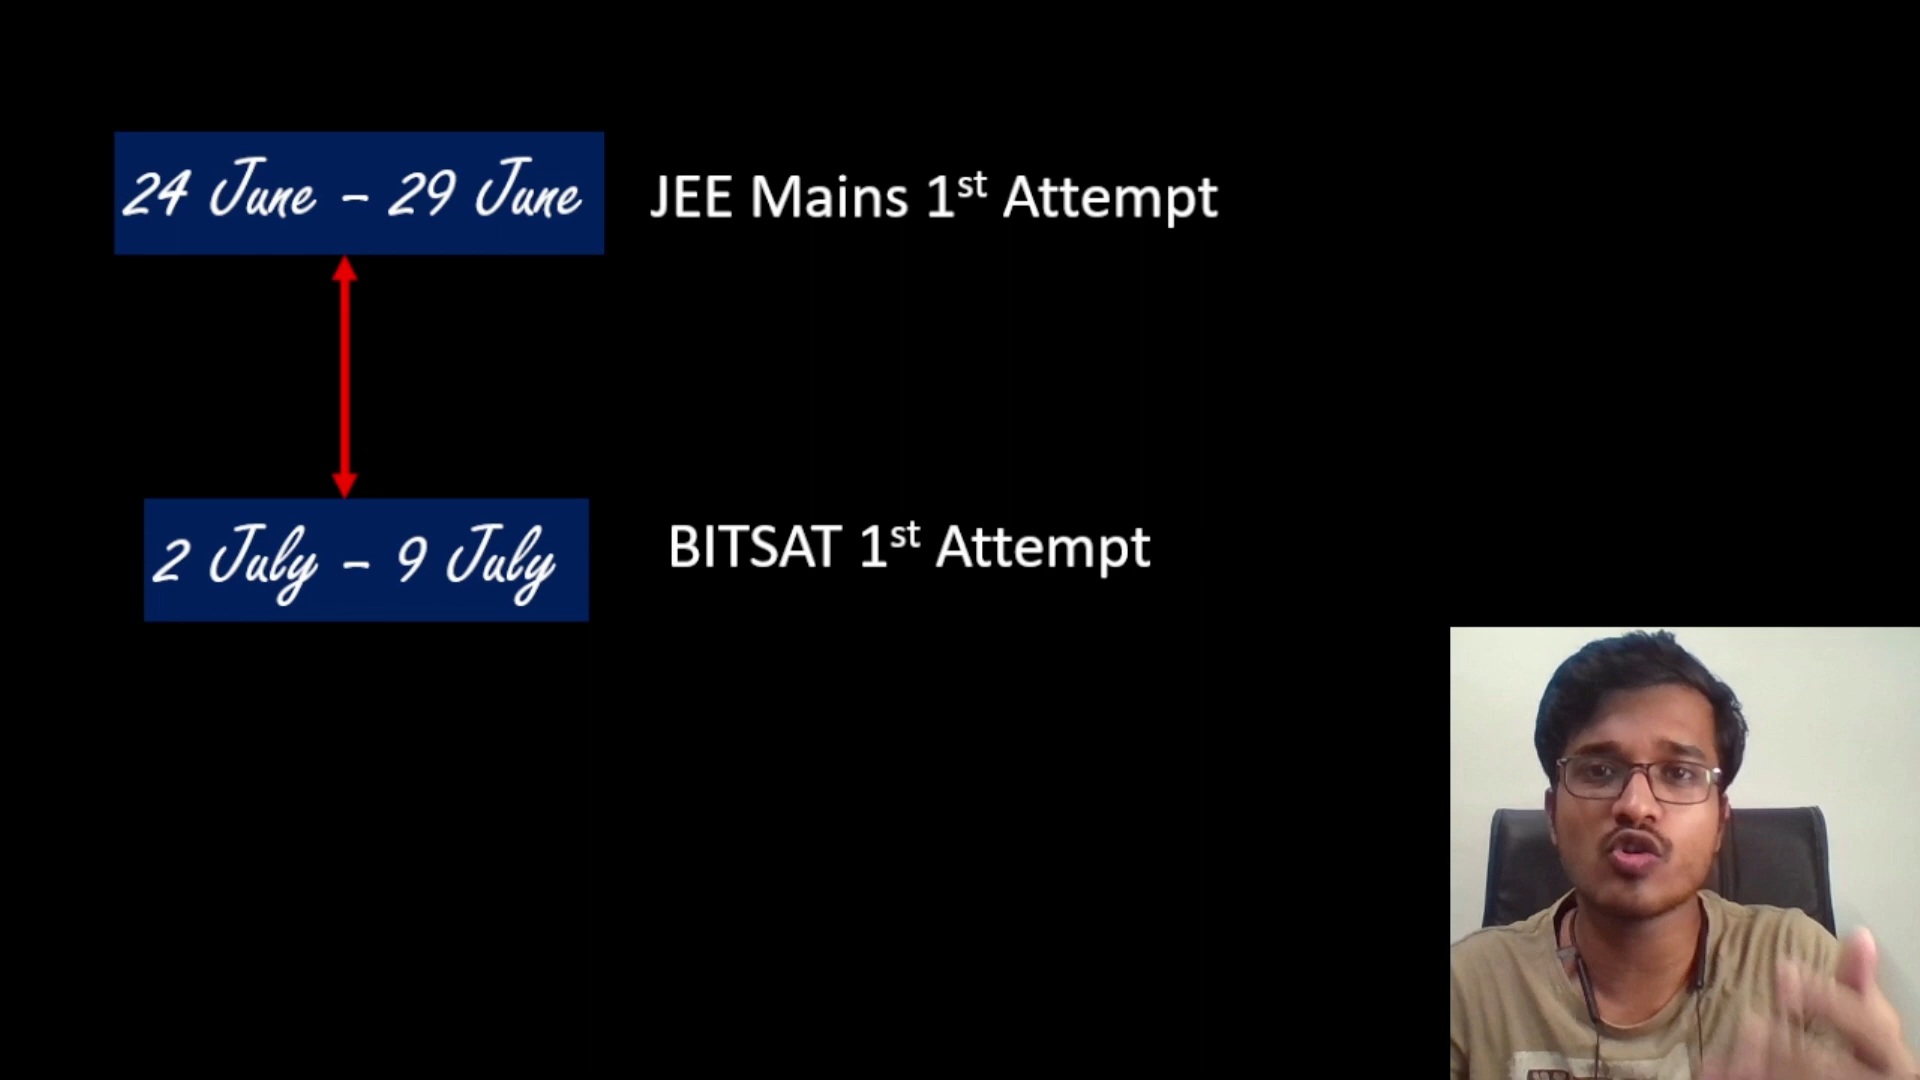 24 June – 29 June
JEE Mains 1st Attempt
2 July – 9 July
BITSAT 1st Attempt